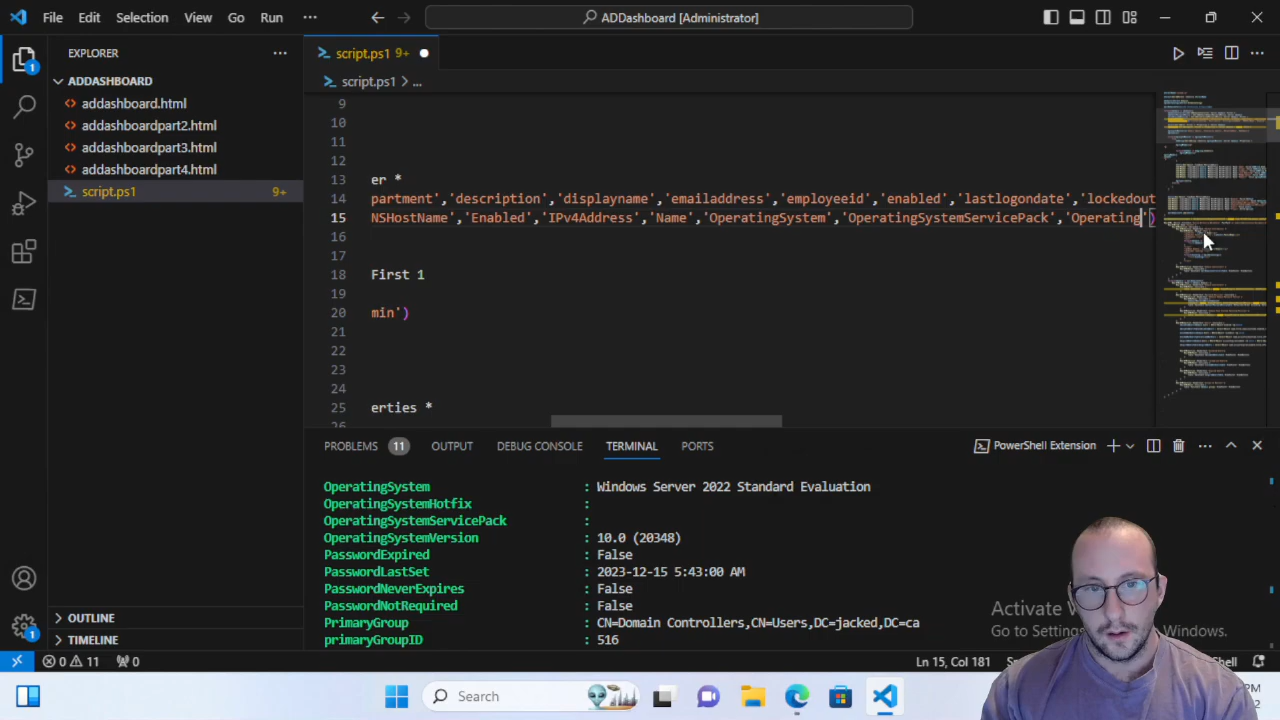 File Edit Selection View Go Run ··· ADDashboard [Administrator]
EXPLORER ···
ADDASHBOARD
addashboard.html
addashboardpart2.html
addashboardpart3.html
addashboardpart4.html
script.ps1 9+
OUTLINE
TIMELINE
1
1
script.ps1 9+
script.ps1 > ...
9
10
11
12
13 er *
14 partment','description','displayname','emailaddress','employeeid','enabled','lastlogondate','lockedout
15 NSHostName','Enabled','IPv4Address','Name','OperatingSystem','OperatingSystemServicePack','Operating')
16
17
18 First 1
19
20 min')
21
22
23
24
25 erties *
26
PROBLEMS 11 OUTPUT DEBUG CONSOLE TERMINAL PORTS PowerShell Extension
OperatingSystem : Windows Server 2022 Standard Evaluation
OperatingSystemHotfix :
OperatingSystemServicePack :
OperatingSystemVersion : 10.0 (20348)
PasswordExpired : False
PasswordLastSet : 2023-12-15 5:43:00 AM
PasswordNeverExpires : False
PasswordNotRequired : False
PrimaryGroup : CN=Domain Controllers,CN=Users,DC=jacked,DC=ca
primaryGroupID : 516
Activate
Go to Settings Windows.
0 11 0 Ln 15, Col 181
Search